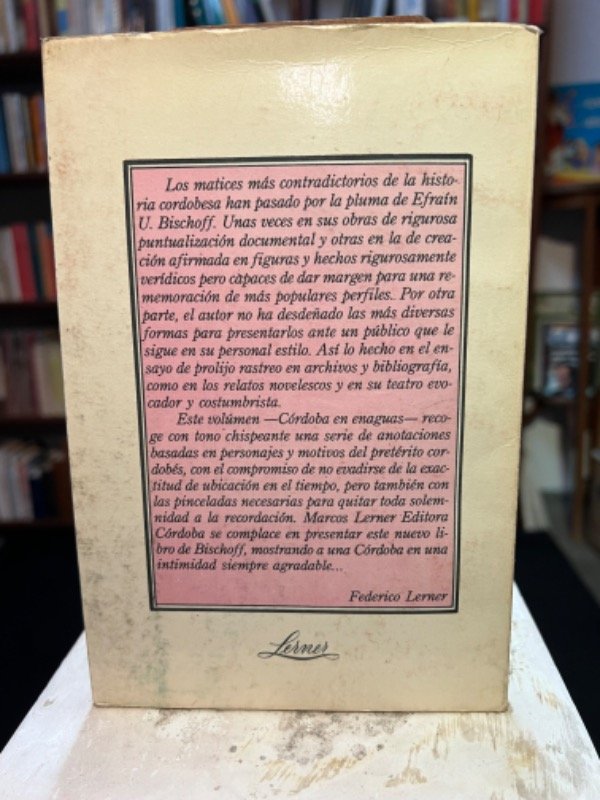 Los matices más contradictorios de la histo-
ria cordobesa han pasado por la pluma de Efraín
U. Bischoff. Unas veces en sus obras de rigurosa
puntualización documental y otras en la de crea-
ción afirmada en figuras y hechos rigurosamente
verídicos pero capaces de dar margen para una re-
memoración de más populares perfiles. Por otra
parte, el autor no ha desdeñado las más diversas
formas para presentarlos ante un público que le
sigue en su personal estilo. Así lo hecho en el en-
sayo de prolijo rastreo en archivos y bibliografía,
como en los relatos novelescos y en su teatro evo-
cador y costumbrista.
Este volúmen —Córdoba en enaguas— reco-
ge con tono chispeante una serie de anotaciones
basadas en personajes y motivos del pretérito cor-
dobés, con el compromiso de no evadirse de la exac-
titud de ubicación en el tiempo, pero también con
las pinceladas necesarias para quitar toda solem-
nidad a la recordación. Marcos Lerner Editora
Córdoba se complace en presentar este nuevo li-
bro de Bischoff, mostrando a una Córdoba en una
intimidad siempre agradable...
Federico Lerner
Lerner